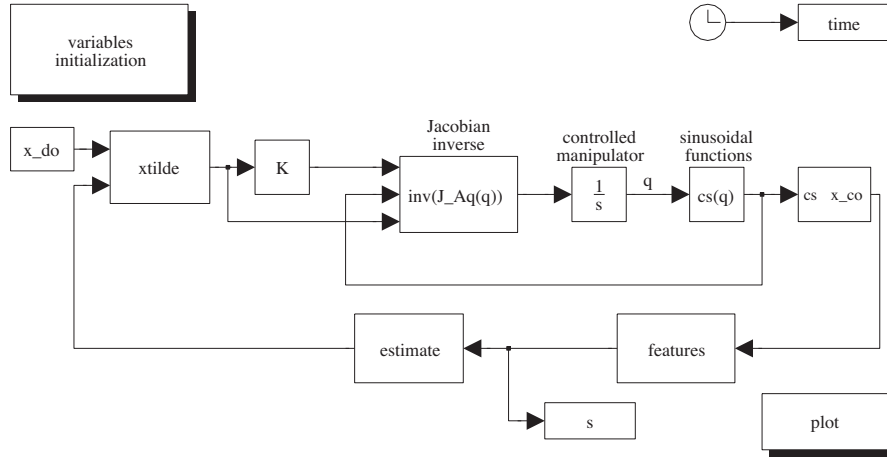 variables
initialization
time
Jacobian
inverse
controlled
manipulator
sinusoidal
functions
x_do
xtilde
K
inv(J_Aq(q))
1
s
q
cs(q)
cs x_co
estimate
features
s
plot